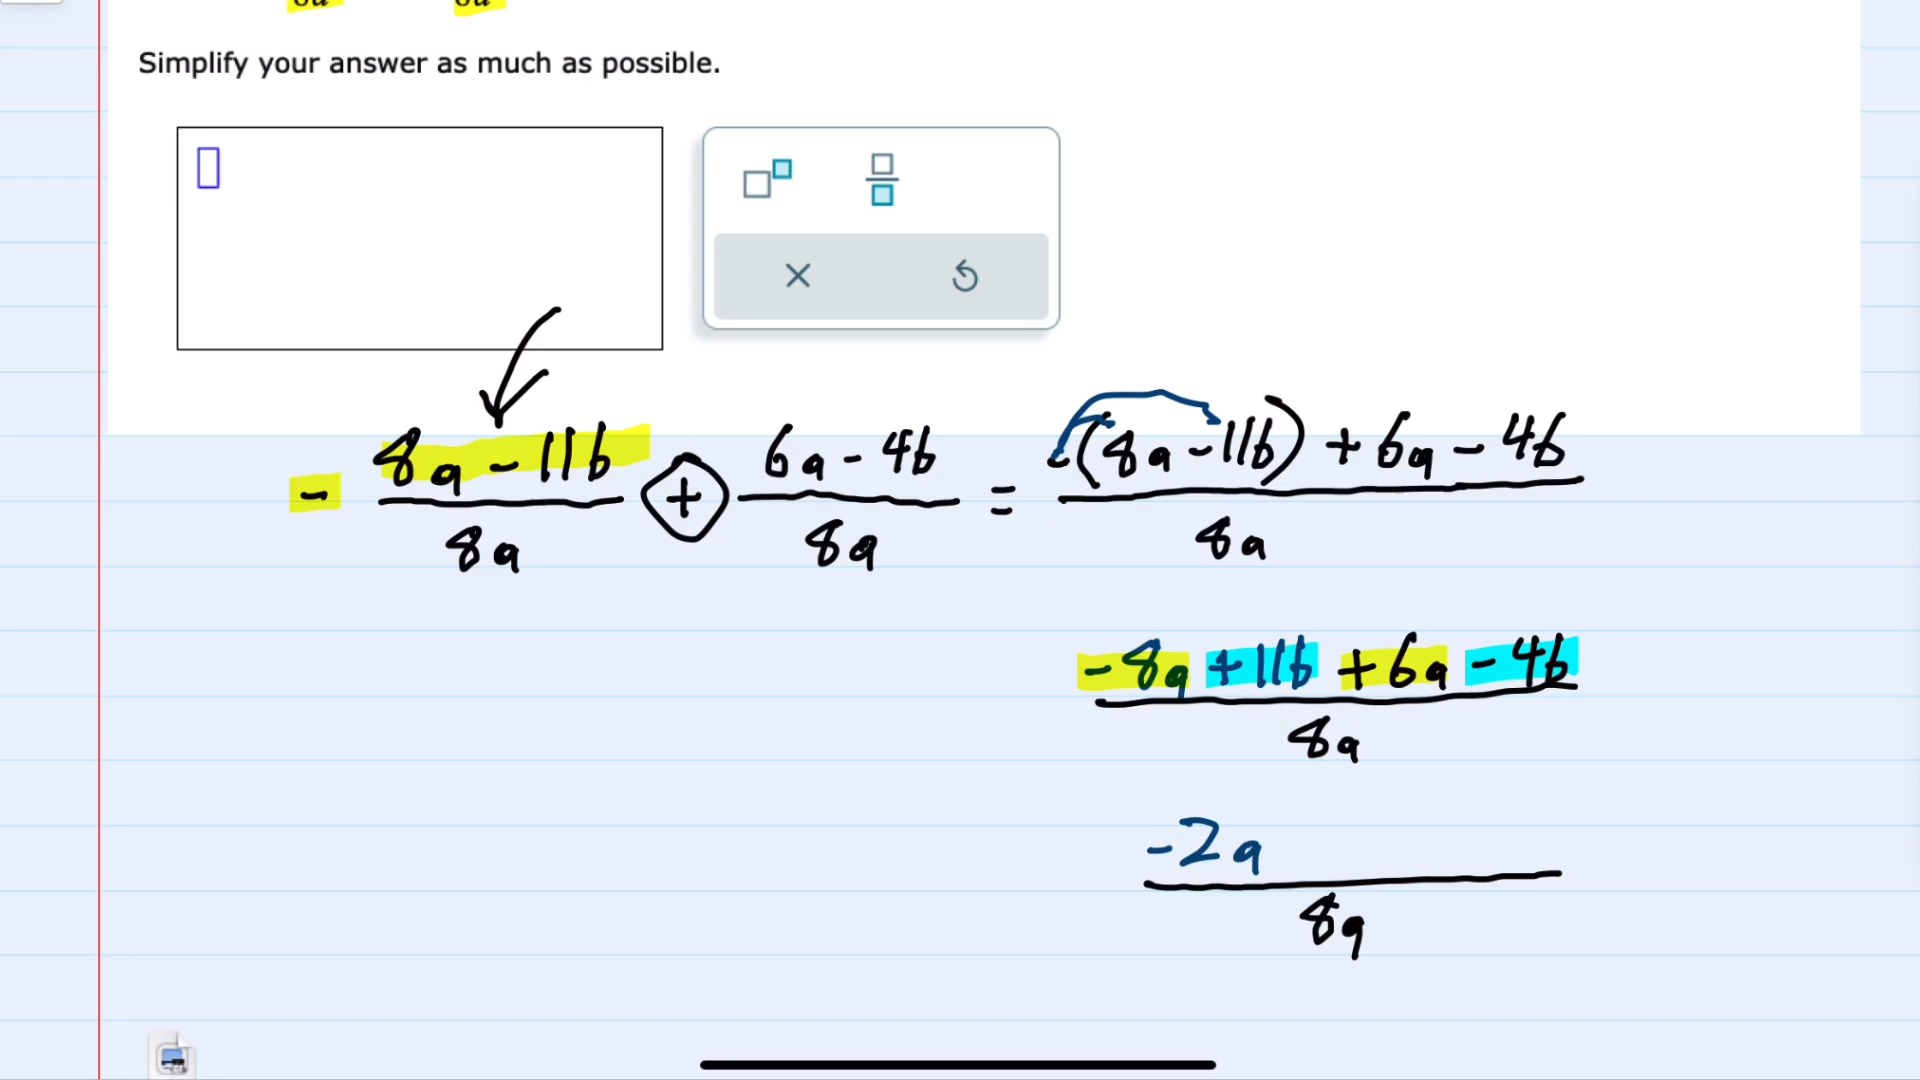 Simplify your answer as much as possible.
- (8a - 11b)/(8a) + (6a - 4b)/(8a) = (-(8a - 11b) + 6a - 4b)/(8a)
(-8a + 11b + 6a - 4b)/(8a)
(-2a)/(8a)